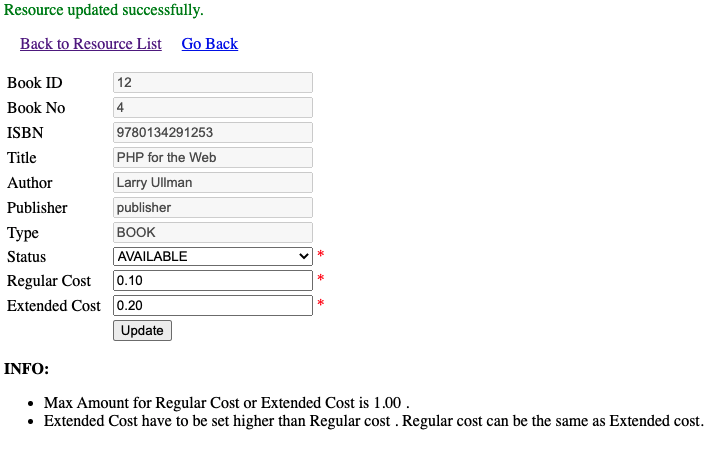 Resource updated successfully.
Back to Resource List Go Back
Book ID 12
Book No 4
ISBN 9780134291253
Title PHP for the Web
Author Larry Ullman
Publisher publisher
Type BOOK
Status AVAILABLE *
Regular Cost 0.10 *
Extended Cost 0.20 *
Update
INFO:
• Max Amount for Regular Cost or Extended Cost is 1.00 .
• Extended Cost have to be set higher than Regular cost . Regular cost can be the same as Extended cost.